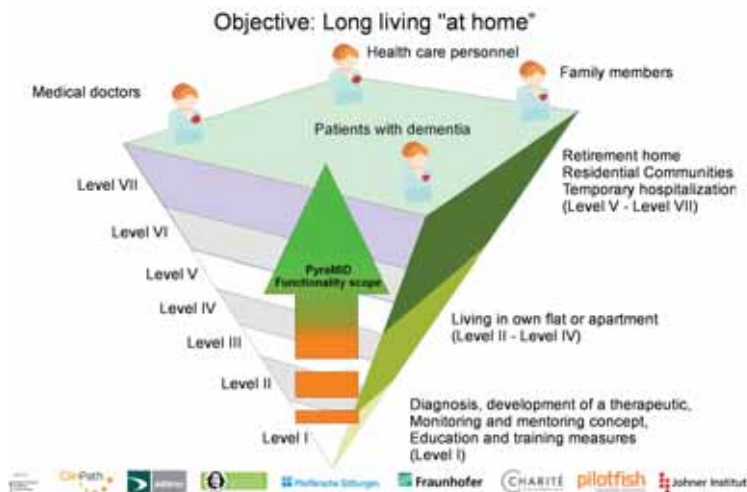 Objective: Long living "at home"
Health care personnel
Family members
Medical doctors
Patients with dementia
Retirement home
Residential Communities
Temporary hospitalization
(Level V - Level VII)
Level VII
Level VI
Level V
Level IV
Level III
Level II
Level I
PyraMID
Functionality scope
Living in own flat or apartment
(Level II - Level IV)
Diagnosis, development of a therapeutic,
Monitoring and mentoring concept,
Education and training measures
(Level I)
ClinPath
Pfeiffersche Stiftungen
Fraunhofer
CHARITÉ
pilotfish
Johner Institut